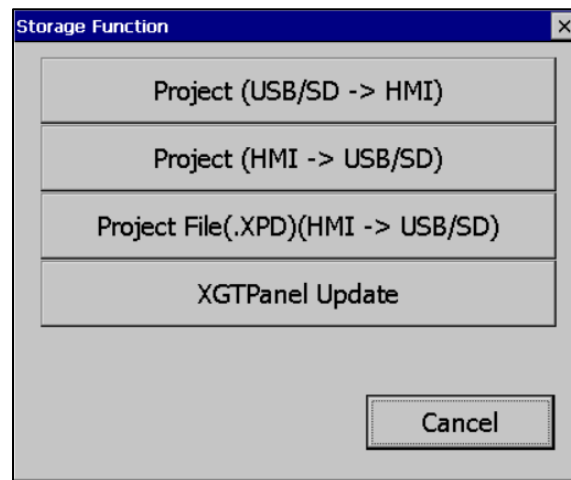 Storage Function
Project (USB/SD -> HMI)
Project (HMI -> USB/SD)
Project File(.XPD)(HMI -> USB/SD)
XGTPanel Update
Cancel